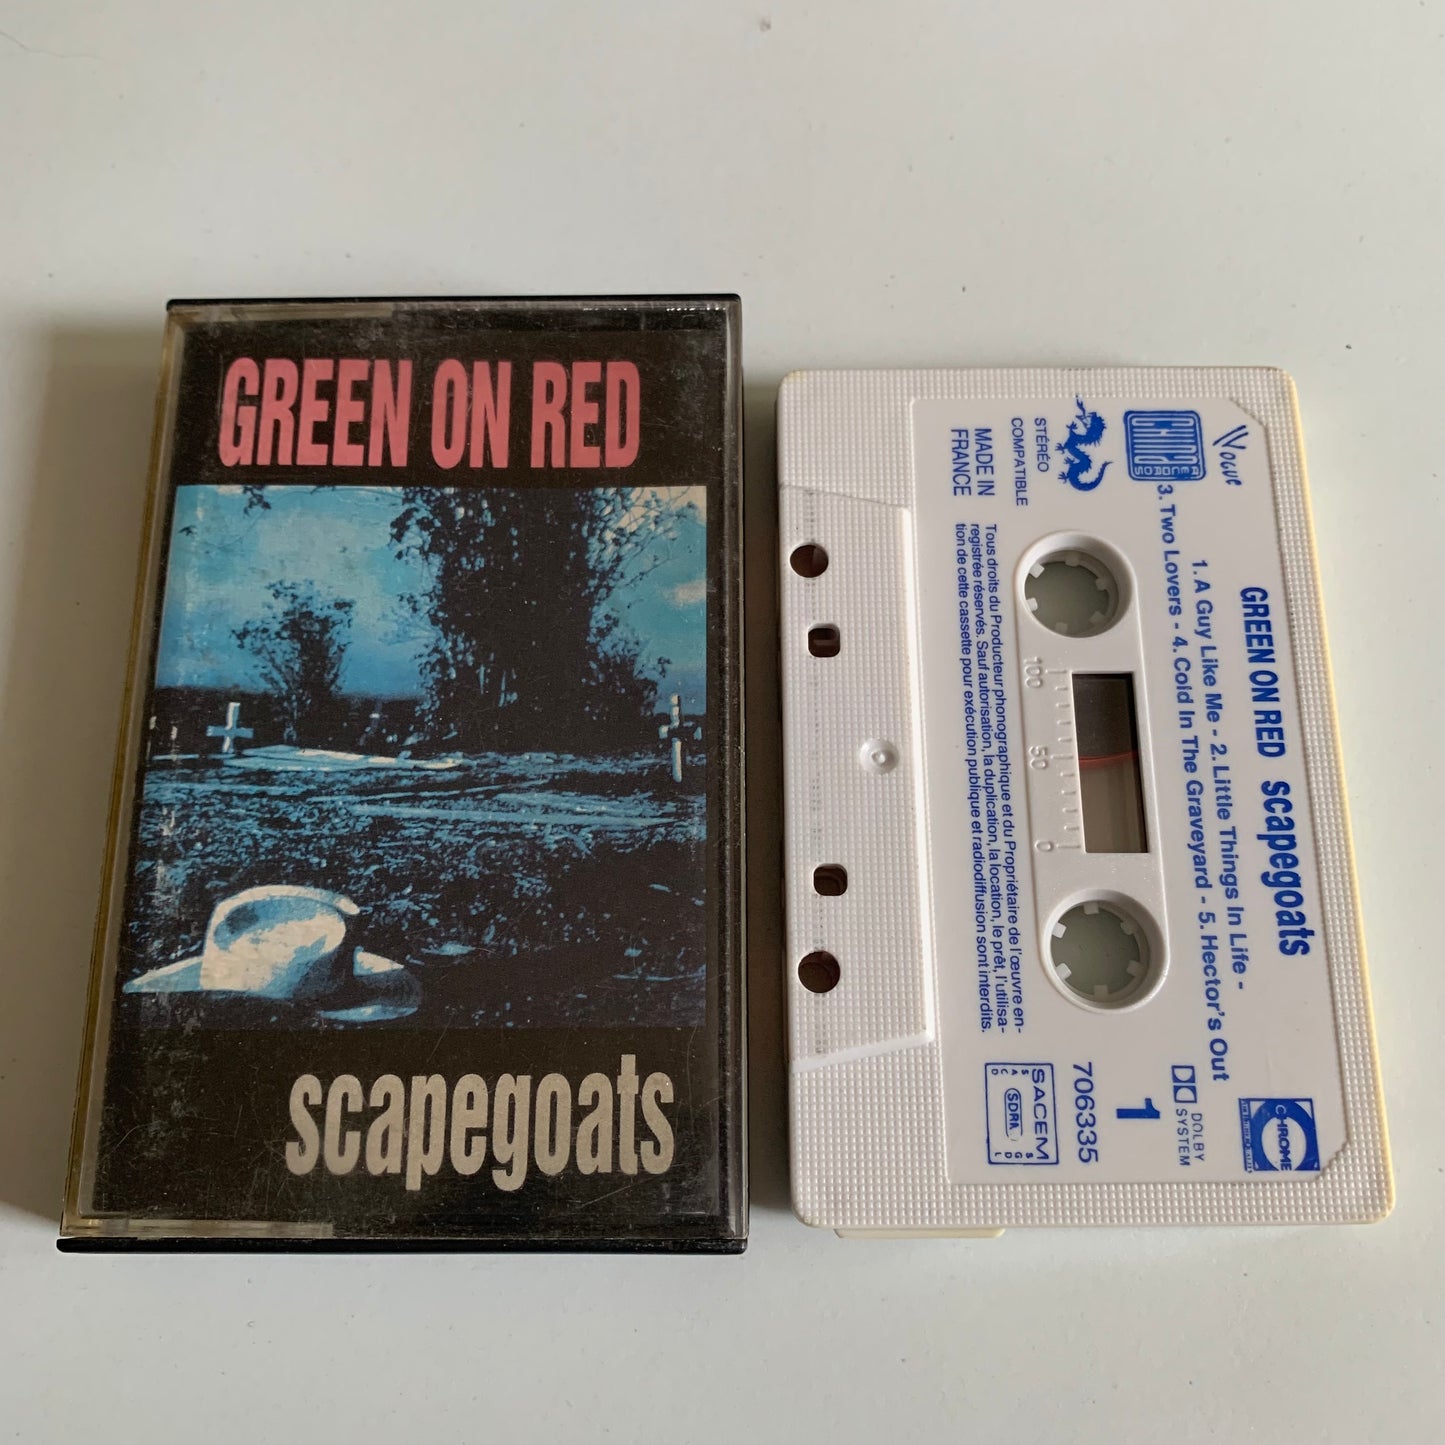 GREEN ON RED
scapegoats
GREEN ON RED scapegoats
1. A Guy Like Me - 2. Little Things In Life -
3. Two Lovers - 4. Cold In The Graveyard - 5. Hector's Out
VOGUE
CHINA
STÉRÉO
COMPATIBLE
MADE IN
FRANCE
Tous droits du Producteur phonographique et du Propriétaire de l'œuvre en-
registrée réservés. Sauf autorisation, la duplication, la location, le prêt, l'utilisa-
tion de cette cassette pour exécution publique et radiodiffusion sont interdits.
100 50 0
CHROME
DOLBY
SYSTEM
1
706335
SACEM
SACD
SDRM
SGDL